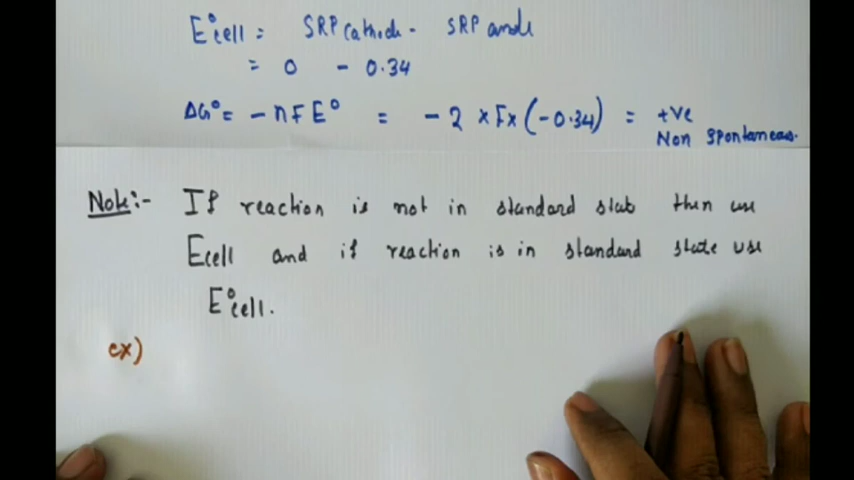 E°cell = SRP Cathode - SRP anode
= 0 - 0.34
ΔG° = - nFE° = - 2 x F x (-0.34) = +ve
Non Spontaneous.
Note:- If reaction is not in standard state then use
Ecell and if reaction is in standard state use
E°cell.
ex)